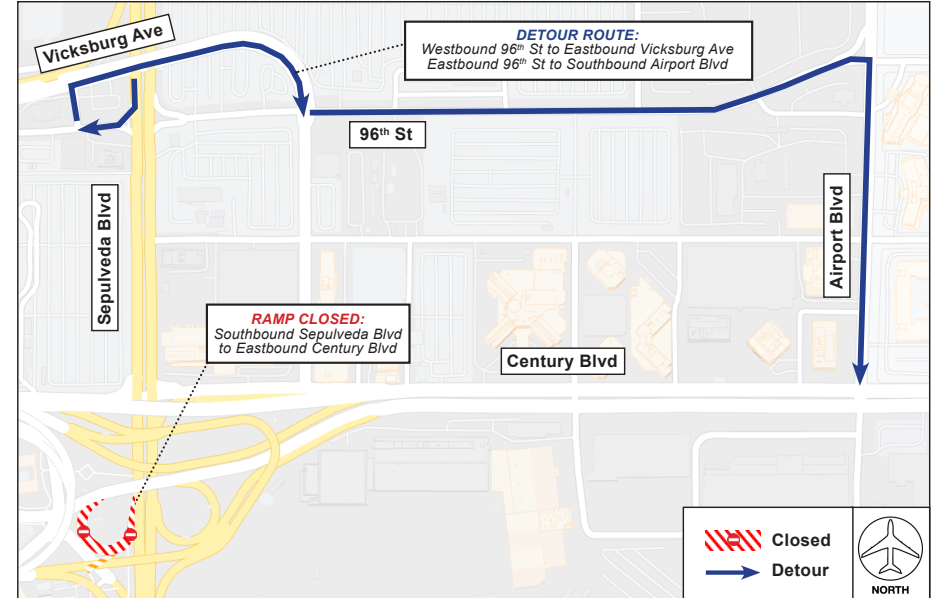 Vicksburg Ave
DETOUR ROUTE:
Westbound 96th St to Eastbound Vicksburg Ave
Eastbound 96th St to Southbound Airport Blvd
96th St
Sepulveda Blvd
Airport Blvd
RAMP CLOSED:
Southbound Sepulveda Blvd
to Eastbound Century Blvd
Century Blvd
Closed
Detour
NORTH